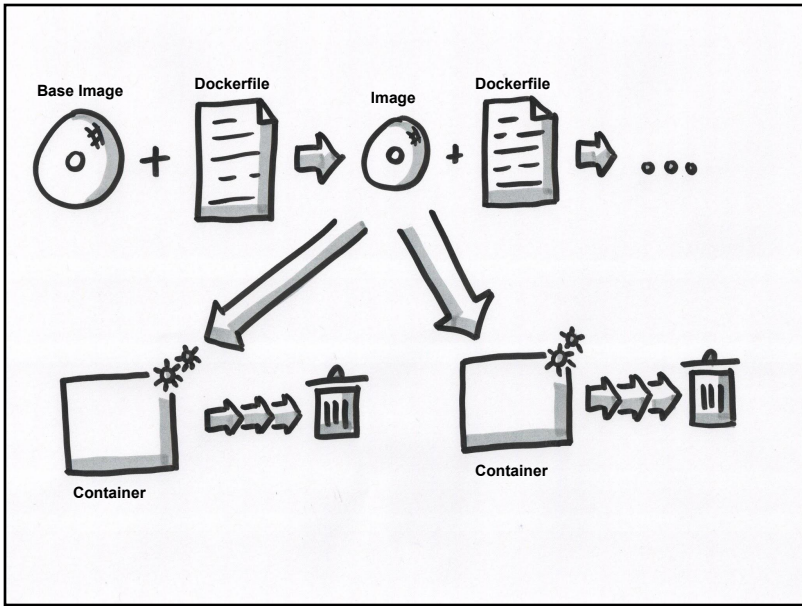 Base Image
Dockerfile
Image
Dockerfile
Container
Container